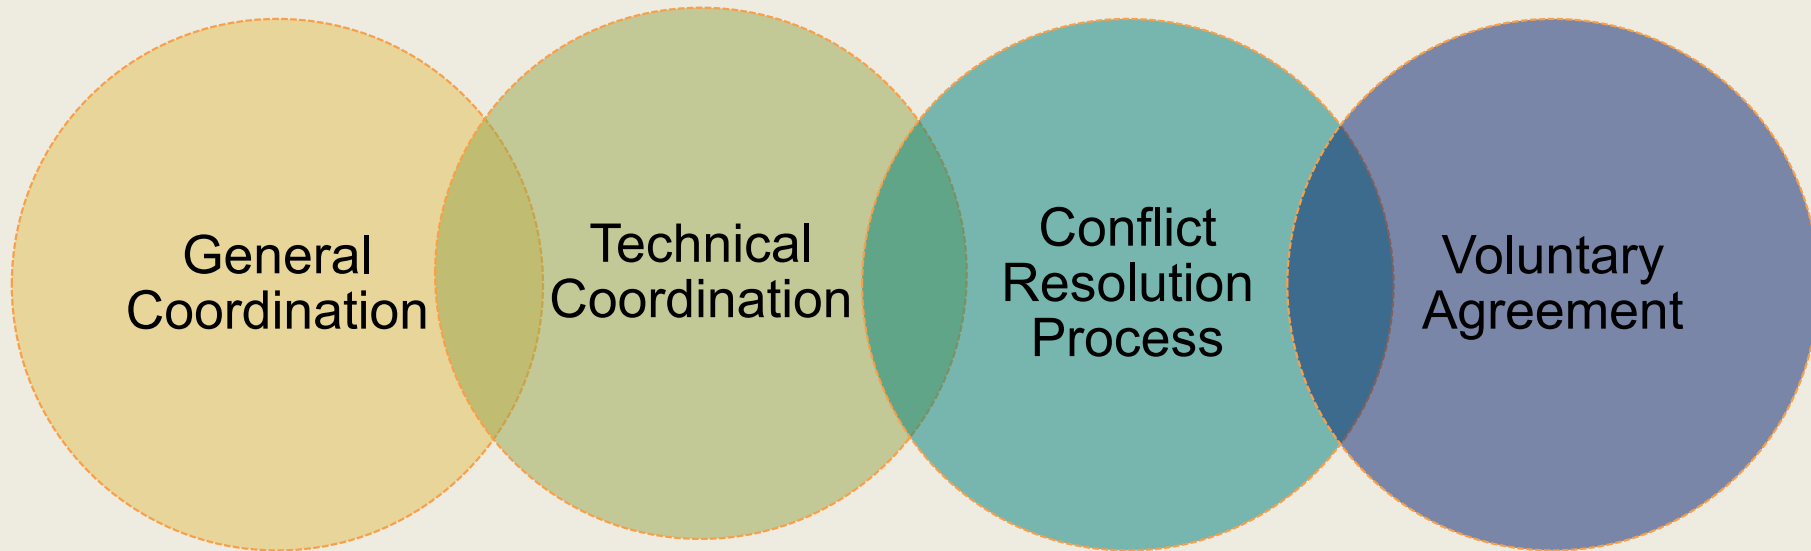 General
Coordination
Technical
Coordination
Conflict
Resolution
Process
Voluntary
Agreement